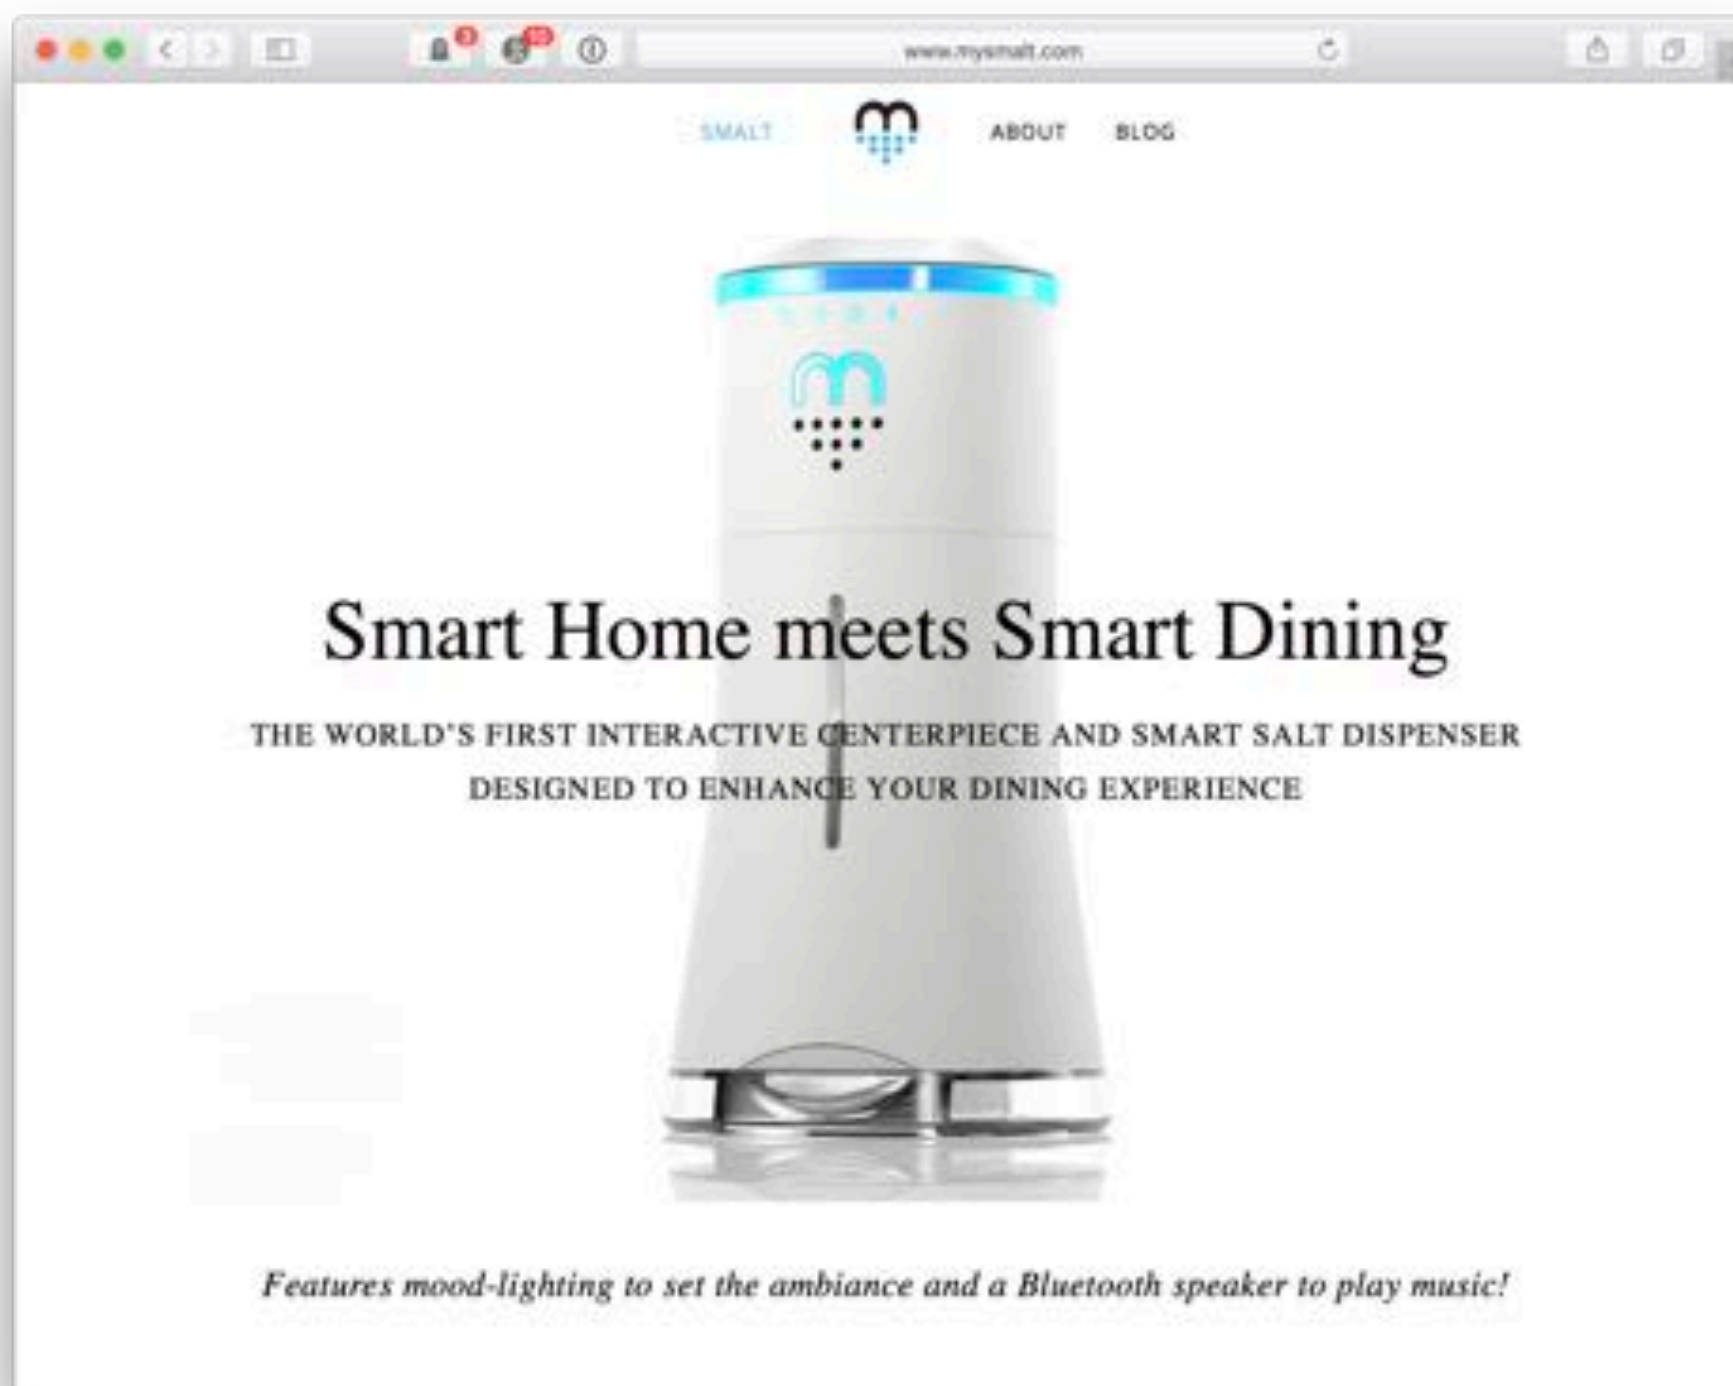 3
10
www.mysmalt.com
SMALT
ABOUT BLOG
Smart Home meets Smart Dining
THE WORLD'S FIRST INTERACTIVE CENTERPIECE AND SMART SALT DISPENSER
DESIGNED TO ENHANCE YOUR DINING EXPERIENCE
Features mood-lighting to set the ambiance and a Bluetooth speaker to play music!